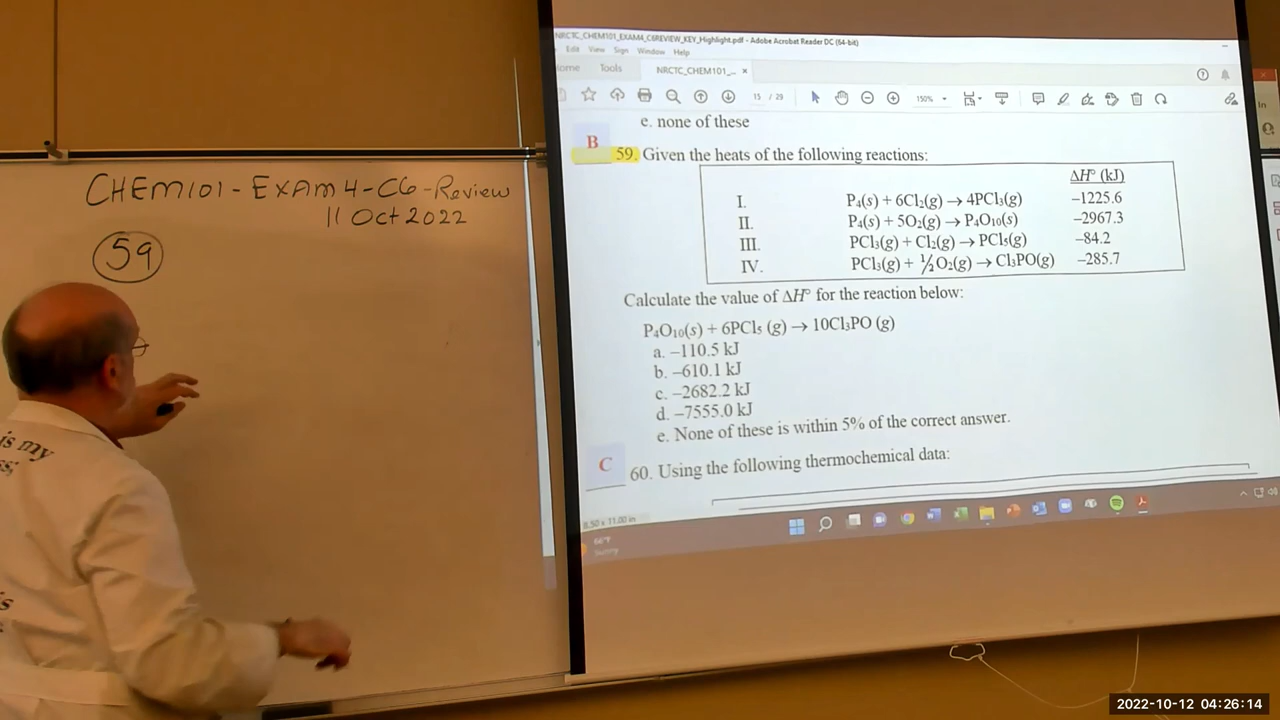 CHEM101 - EXAM 4 - C6 - Review
11 Oct 2022
59
is my
NRCTC_CHEM101_EXAM4_C6REVIEW_KEY_Highlight.pdf - Adobe Acrobat Reader DC (64-bit)
Edit View Sign Window Help
ome Tools NRCTC_CHEM101_... ×
15 / 29 150%
e. none of these
B
59. Given the heats of the following reactions:
ΔH° (kJ)
I. P₄(s) + 6Cl₂(g) → 4PCl₃(g) −1225.6
II. P₄(s) + 5O₂(g) → P₄O₁₀(s) −2967.3
III. PCl₃(g) + Cl₂(g) → PCl₅(g) −84.2
IV. PCl₃(g) + ½O₂(g) → Cl₃PO(g) −285.7
Calculate the value of ΔH° for the reaction below:
P₄O₁₀(s) + 6PCl₅ (g) → 10Cl₃PO (g)
a. −110.5 kJ
b. −610.1 kJ
c. −2682.2 kJ
d. −7555.0 kJ
e. None of these is within 5% of the correct answer.
C
60. Using the following thermochemical data:
8.50 x 11.00 in
66°F
Sunny
In
2022-10-12 04:26:14